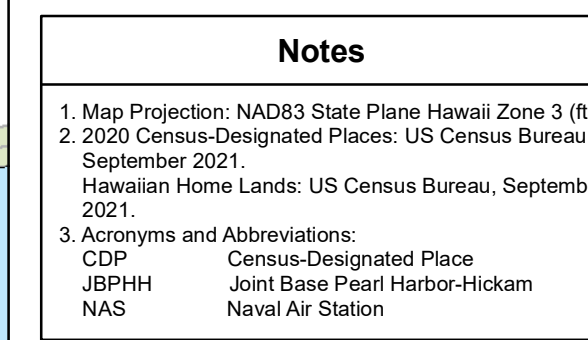 Notes
1. Map Projection: NAD83 State Plane Hawaii Zone 3 (ft
2. 2020 Census-Designated Places: US Census Bureau
September 2021.
Hawaiian Home Lands: US Census Bureau, Septemb
2021.
3. Acronyms and Abbreviations:
CDP Census-Designated Place
JBPHH Joint Base Pearl Harbor-Hickam
NAS Naval Air Station